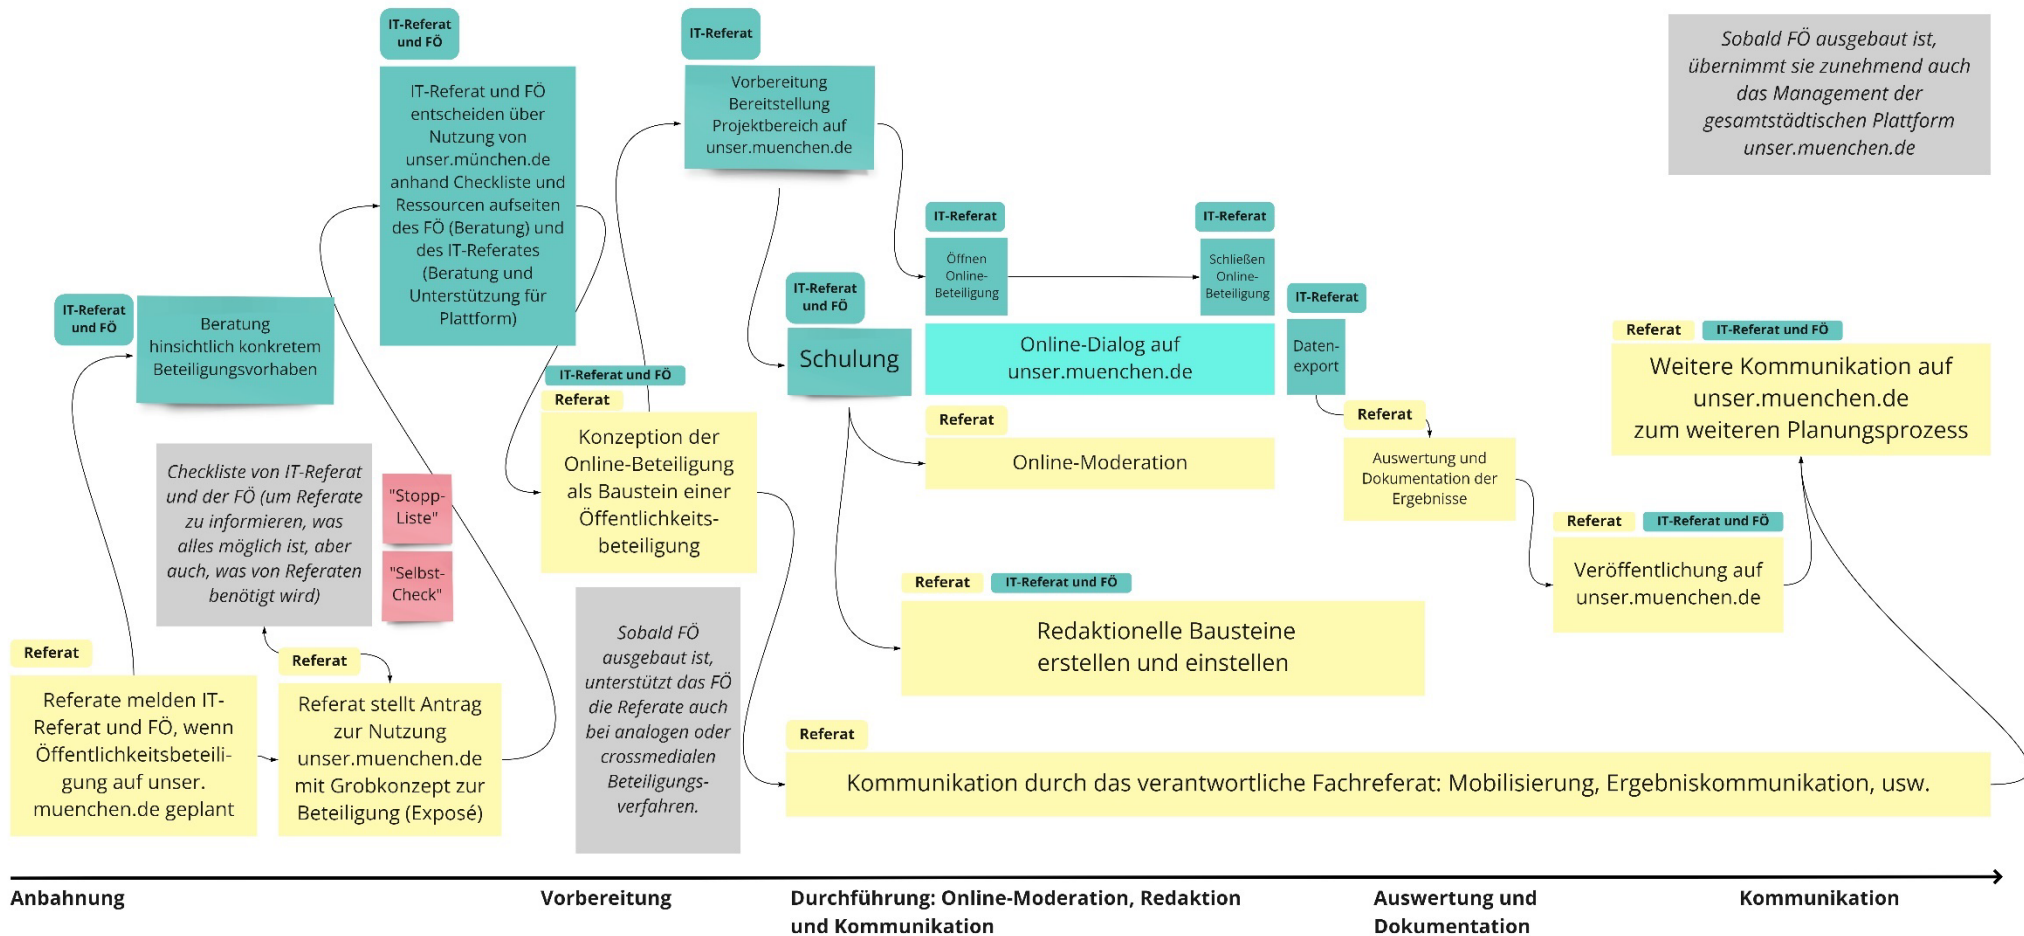 IT-Referat
und FÖ
IT-Referat und FÖ
entscheiden über
Nutzung von
unser.münchen.de
anhand Checkliste und
Ressourcen aufseiten
des FÖ (Beratung) und
des IT-Referates
(Beratung und
Unterstützung für
Plattform)
IT-Referat
Vorbereitung
Bereitstellung
Projektbereich auf
unser.muenchen.de
Sobald FÖ ausgebaut ist,
übernimmt sie zunehmend auch
das Management der
gesamtstädtischen Plattform
unser.muenchen.de
IT-Referat
und FÖ
Beratung
hinsichtlich konkretem
Beteiligungsvorhaben
Checkliste von IT-Referat
und der FÖ (um Referate
zu informieren, was
alles möglich ist, aber
auch, was von Referaten
benötigt wird)
"Stopp-
Liste"
"Selbst-
Check"
Referat
Referate melden IT-
Referat und FÖ, wenn
Öffentlichkeitsbeteili-
gung auf unser.
muenchen.de geplant
Referat
Referat stellt Antrag
zur Nutzung
unser.muenchen.de
mit Grobkonzept zur
Beteiligung (Exposé)
IT-Referat und FÖ
Referat
Konzeption der
Online-Beteiligung
als Baustein einer
Öffentlichkeits-
beteiligung
Sobald FÖ
ausgebaut ist,
unterstützt das FÖ
die Referate auch
bei analogen oder
crossmedialen
Beteiligungs-
verfahren.
IT-Referat
und FÖ
Schulung
IT-Referat
Öffnen
Online-
Beteiligung
IT-Referat
Schließen
Online-
Beteiligung
Online-Dialog auf
unser.muenchen.de
IT-Referat
Daten-
export
Referat
Online-Moderation
Referat
Auswertung und
Dokumentation der
Ergebnisse
Referat
IT-Referat und FÖ
Redaktionelle Bausteine
erstellen und einstellen
Referat
IT-Referat und FÖ
Veröffentlichung auf
unser.muenchen.de
Referat
IT-Referat und FÖ
Weitere Kommunikation auf
unser.muenchen.de
zum weiteren Planungsprozess
Referat
Kommunikation durch das verantwortliche Fachreferat: Mobilisierung, Ergebniskommunikation, usw.
Anbahnung
Vorbereitung
Durchführung: Online-Moderation, Redaktion
und Kommunikation
Auswertung und
Dokumentation
Kommunikation